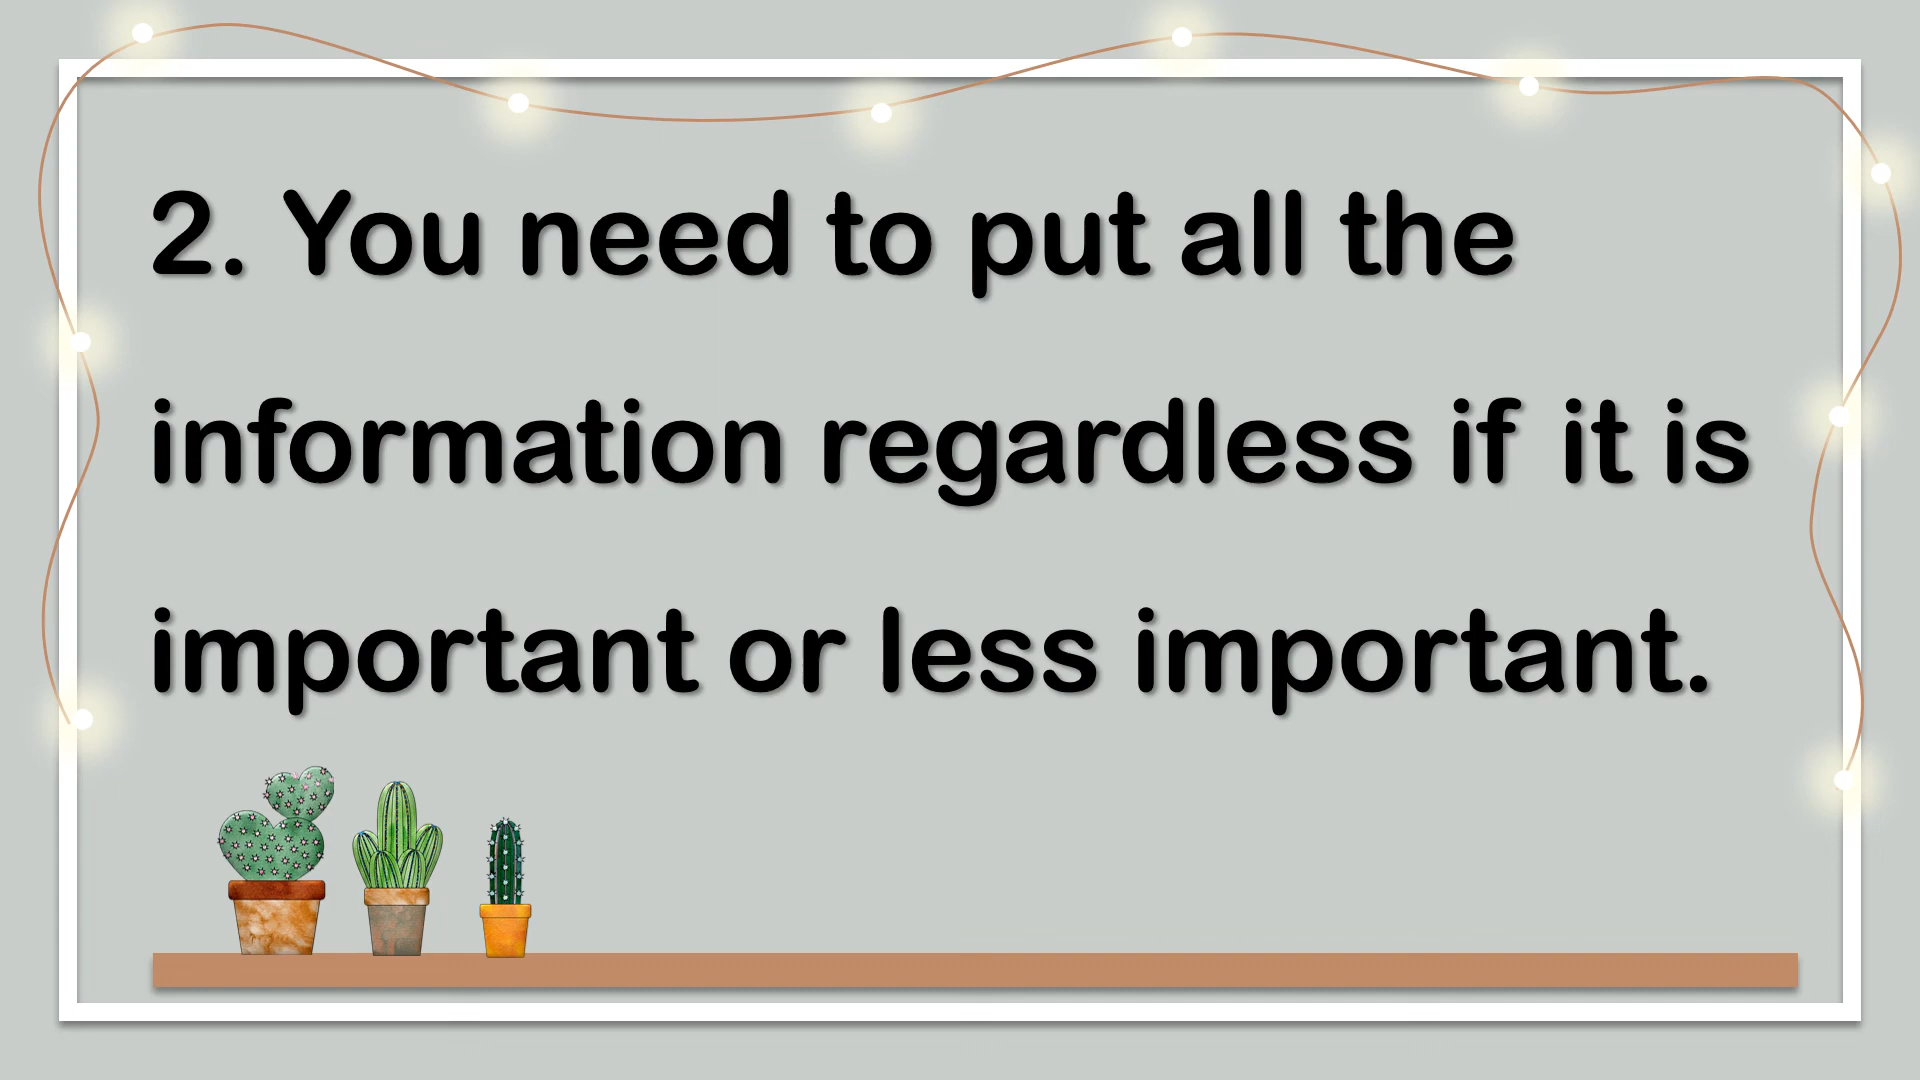 2. You need to put all the
information regardless if it is
important or less important.